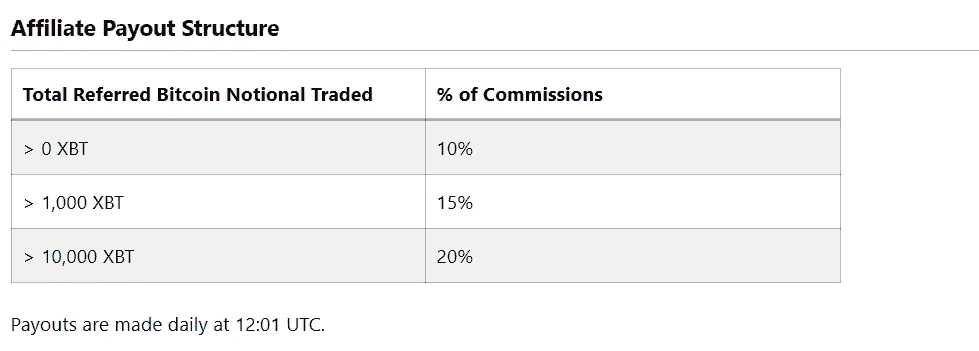 Affiliate Payout Structure
Total Referred Bitcoin Notional Traded % of Commissions
> 0 XBT 10%
> 1,000 XBT 15%
> 10,000 XBT 20%
Payouts are made daily at 12:01 UTC.